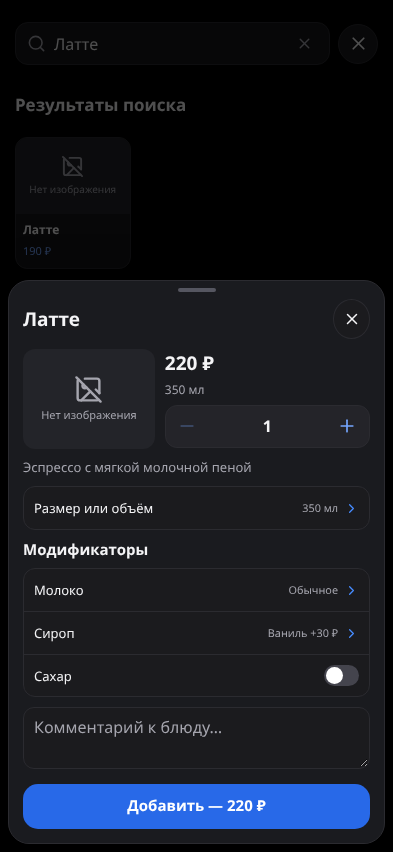 Латте
Результаты поиска
Нет изображения
Латте
190 ₽
Латте
Нет изображения
220 ₽
350 мл
1
Эспрессо с мягкой молочной пеной
Размер или объём 350 мл
Модификаторы
Молоко Обычное
Сироп Ваниль +30 ₽
Сахар
Комментарий к блюду...
Добавить — 220 ₽